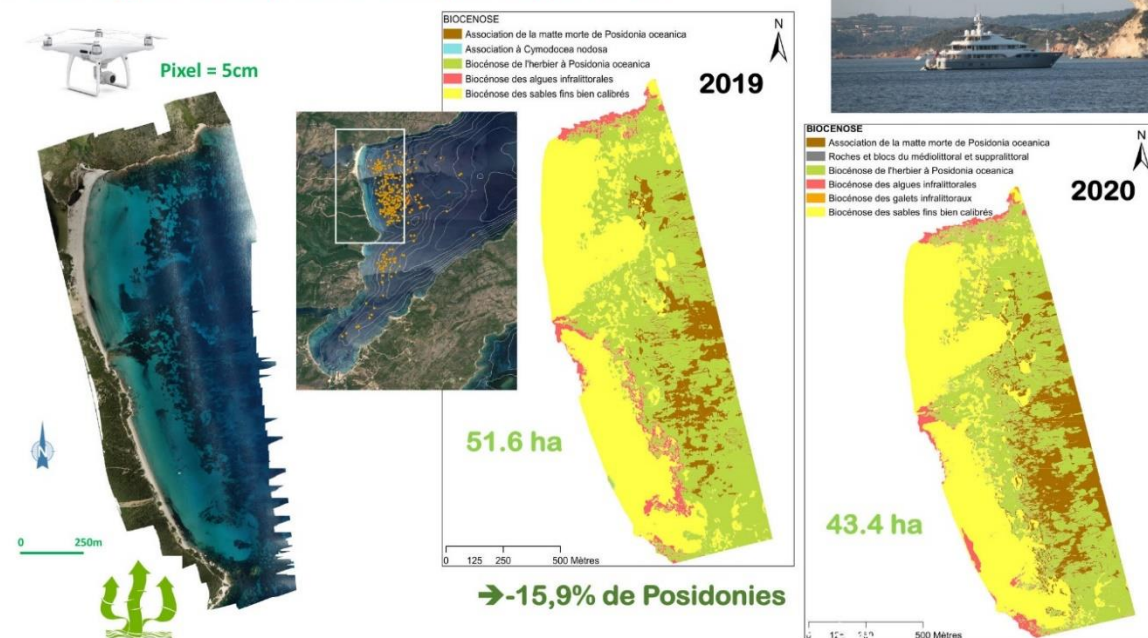 Pixel = 5cm
N
0 250m
BIOCENOSE
Association de la matte morte de Posidonia oceanica
Association à Cymodocea nodosa
Biocénose de l'herbier à Posidonia oceanica
Biocénose des algues infralittorales
Biocénose des sables fins bien calibrés
N
2019
51.6 ha
0 125 250 500 Mètres
➔-15,9% de Posidonies
BIOCENOSE
Association de la matte morte de Posidonia oceanica
Roches et blocs du médiolittoral et supralittoral
Biocénose de l'herbier à Posidonia oceanica
Biocénose des algues infralittorales
Biocénose des galets infralittoraux
Biocénose des sables fins bien calibrés
N
2020
43.4 ha
500 Mètres